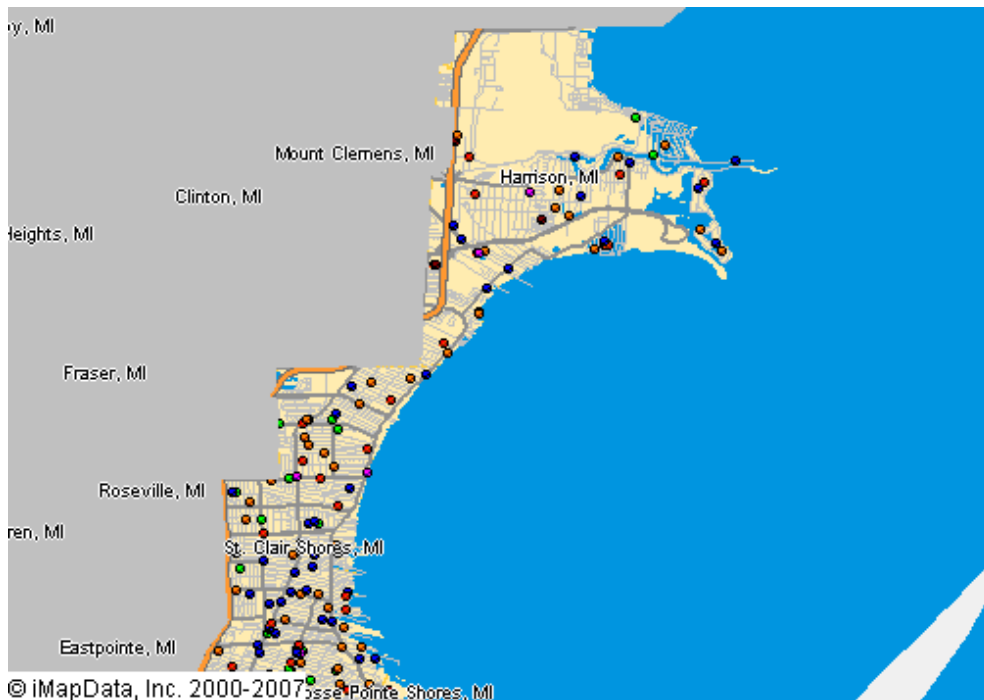 y, MI
Mount Clemens, MI
Harrison, MI
Clinton, MI
Heights, MI
Fraser, MI
Roseville, MI
ren, MI
St. Clair Shores, MI
Eastpointe, MI
© iMapData, Inc. 2000-2007
osse Pointe Shores, MI